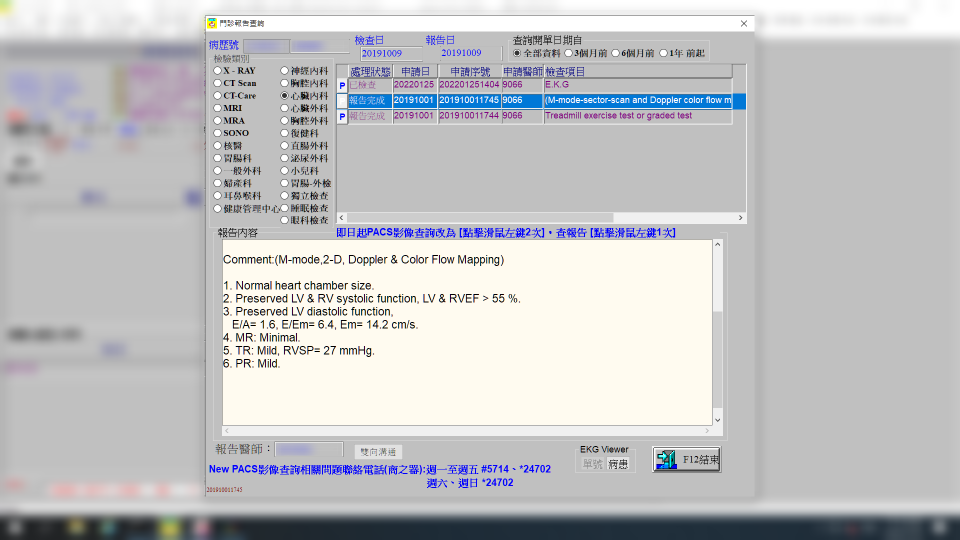 門診報告查詢
病歷號
檢查日
20191009
報告日
20191009
查詢開單日期自
全部資料 3個月前 6個月前 1年 前起
檢驗類別
X - RAY 神經內科
CT Scan 胸腔內科
CT-Care 心臟內科
MRI 心臟外科
MRA 胸腔外科
SONO 復健科
核醫 直腸外科
胃腸科 泌尿外科
一般外科 小兒科
婦產科 胃腸-外檢
耳鼻喉科 獨立檢查
健康管理中心 睡眠檢查
眼科檢查
處理狀態 申請日 申請序號 申請醫師 檢查項目
P 已檢查 20220125 202201251404 9066 E.K.G
報告完成 20191001 201910011745 9066 (M-mode-sector-scan and Doppler color flow m
P 報告完成 20191001 201910011744 9066 Treadmill exercise test or graded test
報告內容
即日起PACS影像查詢改為 [點擊滑鼠左鍵2次]，查報告 [點擊滑鼠左鍵1次]
Comment:(M-mode,2-D, Doppler & Color Flow Mapping)
1. Normal heart chamber size.
2. Preserved LV & RV systolic function, LV & RVEF > 55 %.
3. Preserved LV diastolic function,
E/A= 1.6, E/Em= 6.4, Em= 14.2 cm/s.
4. MR: Minimal.
5. TR: Mild, RVSP= 27 mmHg.
6. PR: Mild.
報告醫師：
雙向溝通
EKG Viewer
單號 病患
F12結束
New PACS影像查詢相關問題聯絡電話(商之器):週一至週五 #5714、*24702
週六、週日 *24702
201910011745